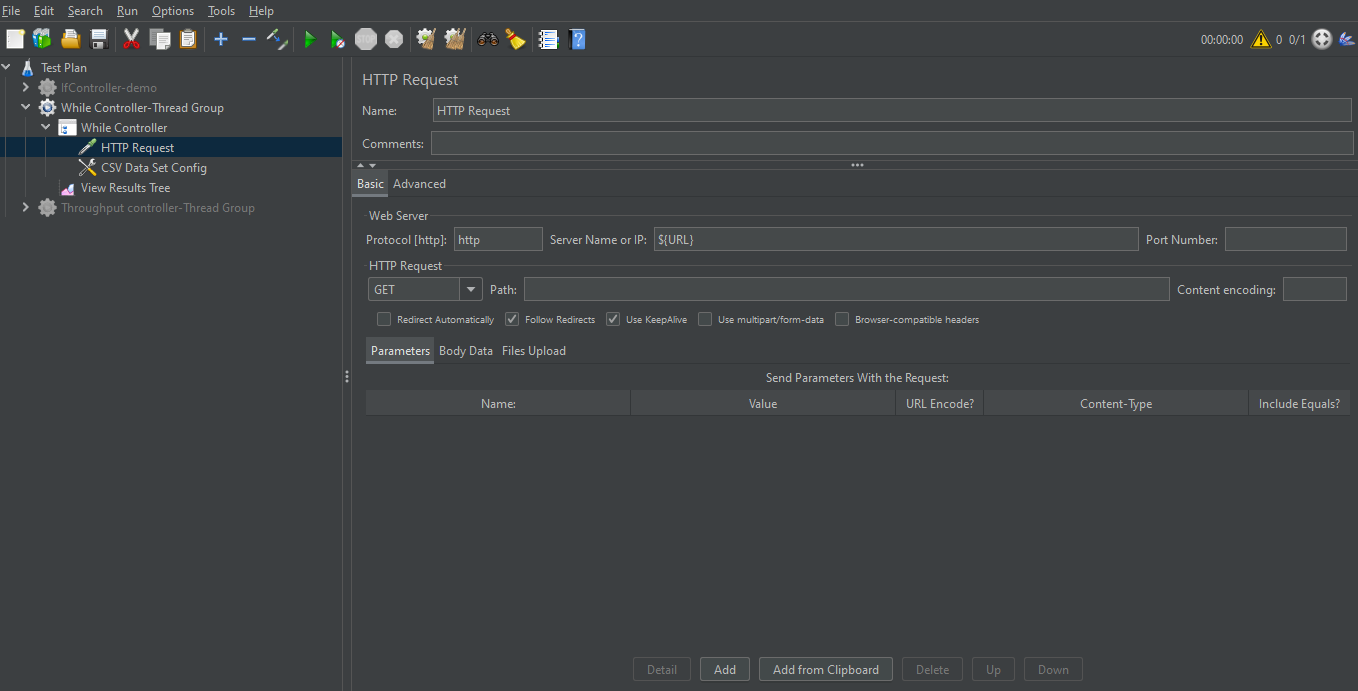 File Edit Search Run Options Tools Help
STOP 00:00:00 0 0/1
Test Plan
IfController-demo
While Controller-Thread Group
While Controller
HTTP Request
CSV Data Set Config
View Results Tree
Throughput controller-Thread Group
HTTP Request
Name: HTTP Request
Comments:
Basic Advanced
Web Server
Protocol [http]: http Server Name or IP: ${URL} Port Number:
HTTP Request
GET Path: Content encoding:
Redirect Automatically Follow Redirects Use KeepAlive Use multipart/form-data Browser-compatible headers
Parameters Body Data Files Upload
Send Parameters With the Request:
Name: Value URL Encode? Content-Type Include Equals?
Detail Add Add from Clipboard Delete Up Down